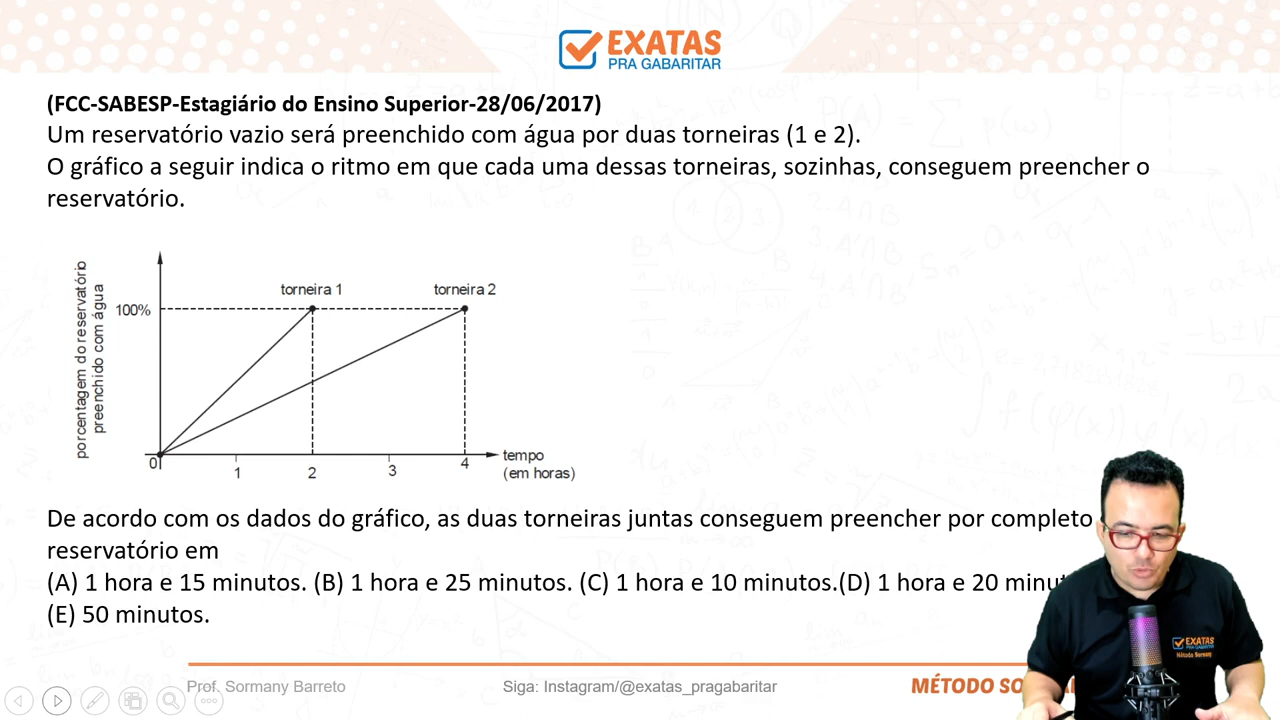 EXATAS
PRA GABARITAR
(FCC-SABESP-Estagiário do Ensino Superior-28/06/2017)
Um reservatório vazio será preenchido com água por duas torneiras (1 e 2).
O gráfico a seguir indica o ritmo em que cada uma dessas torneiras, sozinhas, conseguem preencher o
reservatório.
porcentagem do reservatório
preenchido com água
torneira 1
torneira 2
100%
0
1
2
3
4
tempo
(em horas)
De acordo com os dados do gráfico, as duas torneiras juntas conseguem preencher por completo
reservatório em
(A) 1 hora e 15 minutos. (B) 1 hora e 25 minutos. (C) 1 hora e 10 minutos.(D) 1 hora e 20
(E) 50 minutos.
EXATAS
PRA GABARITAR
Método Sormany
Prof. Sormany Barreto
Siga: Instagram/@exatas_pragabaritar
MÉTODO